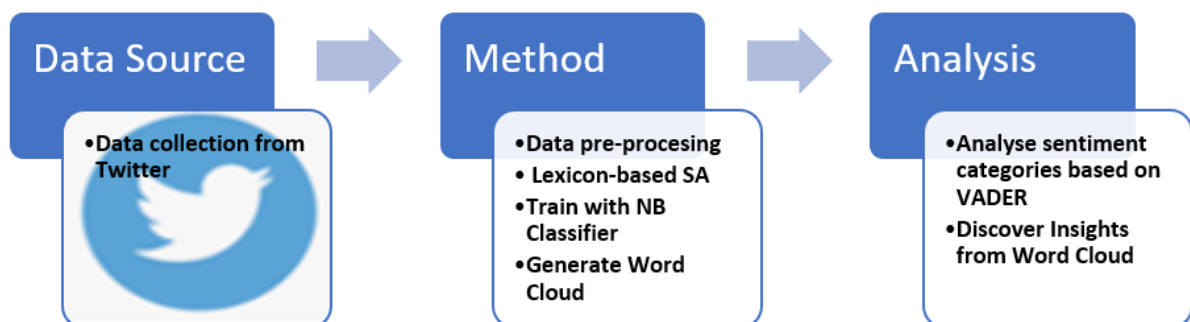 Data Source
•Data collection from
Twitter
Method
•Data pre-procesing
• Lexicon-based SA
•Train with NB
Classifier
•Generate Word
Cloud
Analysis
•Analyse sentiment
categories based on
VADER
•Discover Insights
from Word Cloud